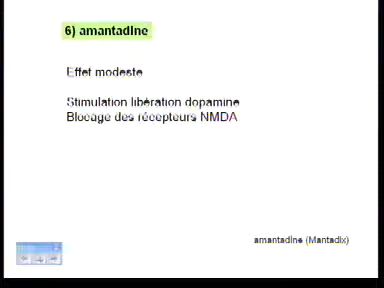 6) amantadine
Effet modeste
Stimulation libération dopamine
Blocage des récepteurs NMDA
amantadine (Mantadix)